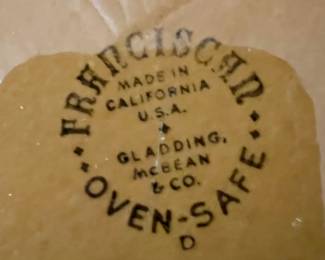 FRANCISCAN
MADE IN
CALIFORNIA
U.S.A.
GLADDING,
McBEAN
& CO.
OVEN-SAFE
D